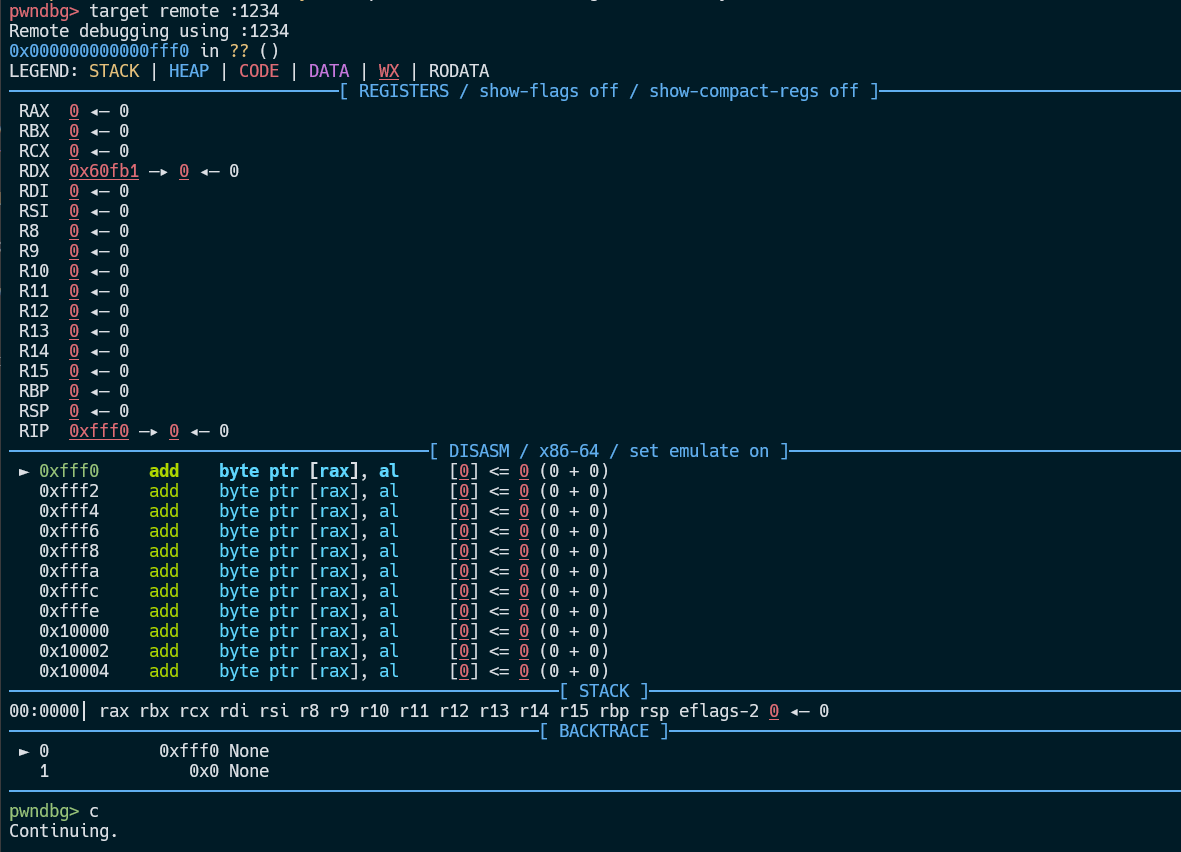 pwndbg> target remote :1234
Remote debugging using :1234
0x000000000000fff0 in ?? ()
LEGEND: STACK | HEAP | CODE | DATA | WX | RODATA
[ REGISTERS / show-flags off / show-compact-regs off ]
RAX  0 ◂— 0
RBX  0 ◂— 0
RCX  0 ◂— 0
RDX  0x60fb1 —▸ 0 ◂— 0
RDI  0 ◂— 0
RSI  0 ◂— 0
R8   0 ◂— 0
R9   0 ◂— 0
R10  0 ◂— 0
R11  0 ◂— 0
R12  0 ◂— 0
R13  0 ◂— 0
R14  0 ◂— 0
R15  0 ◂— 0
RBP  0 ◂— 0
RSP  0 ◂— 0
RIP  0xfff0 —▸ 0 ◂— 0
[ DISASM / x86-64 / set emulate on ]
► 0xfff0     add    byte ptr [rax], al     [0] <= 0 (0 + 0)
0xfff2     add    byte ptr [rax], al     [0] <= 0 (0 + 0)
0xfff4     add    byte ptr [rax], al     [0] <= 0 (0 + 0)
0xfff6     add    byte ptr [rax], al     [0] <= 0 (0 + 0)
0xfff8     add    byte ptr [rax], al     [0] <= 0 (0 + 0)
0xfffa     add    byte ptr [rax], al     [0] <= 0 (0 + 0)
0xfffc     add    byte ptr [rax], al     [0] <= 0 (0 + 0)
0xfffe     add    byte ptr [rax], al     [0] <= 0 (0 + 0)
0x10000    add    byte ptr [rax], al     [0] <= 0 (0 + 0)
0x10002    add    byte ptr [rax], al     [0] <= 0 (0 + 0)
0x10004    add    byte ptr [rax], al     [0] <= 0 (0 + 0)
[ STACK ]
00:0000│ rax rbx rcx rdi rsi r8 r9 r10 r11 r12 r13 r14 r15 rbp rsp eflags-2 0 ◂— 0
[ BACKTRACE ]
► 0           0xfff0 None
1              0x0 None
pwndbg> c
Continuing.